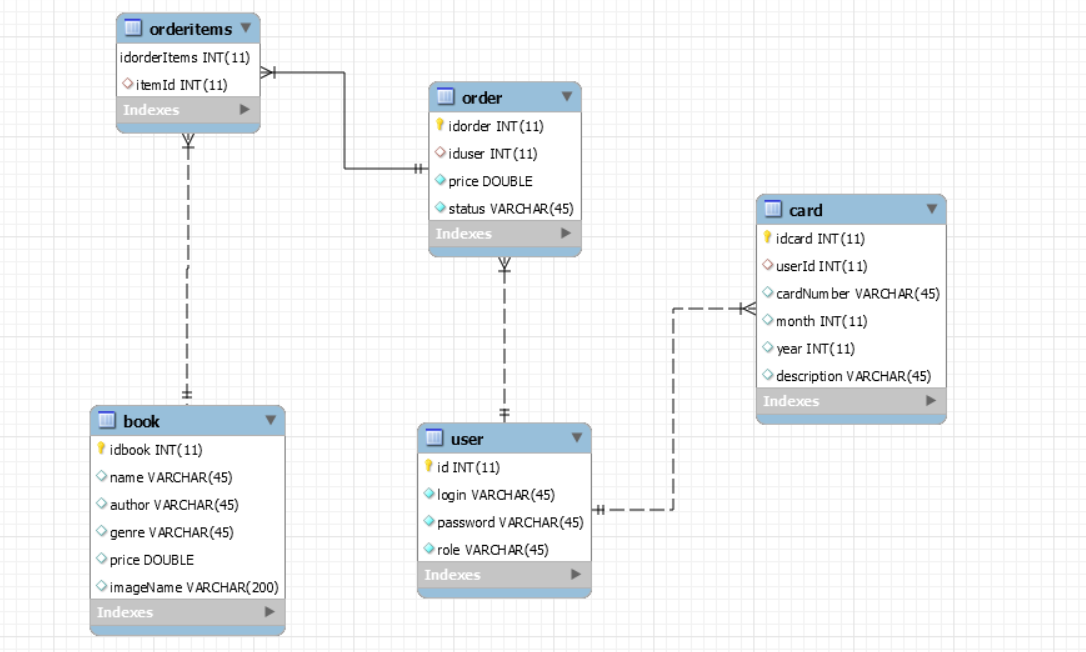 orderitems
idorderItems INT(11)
itemId INT(11)
Indexes
order
idorder INT(11)
iduser INT(11)
price DOUBLE
status VARCHAR(45)
Indexes
card
idcard INT(11)
userId INT(11)
cardNumber VARCHAR(45)
month INT(11)
year INT(11)
description VARCHAR(45)
Indexes
book
idbook INT(11)
name VARCHAR(45)
author VARCHAR(45)
genre VARCHAR(45)
price DOUBLE
imageName VARCHAR(200)
Indexes
user
id INT(11)
login VARCHAR(45)
password VARCHAR(45)
role VARCHAR(45)
Indexes